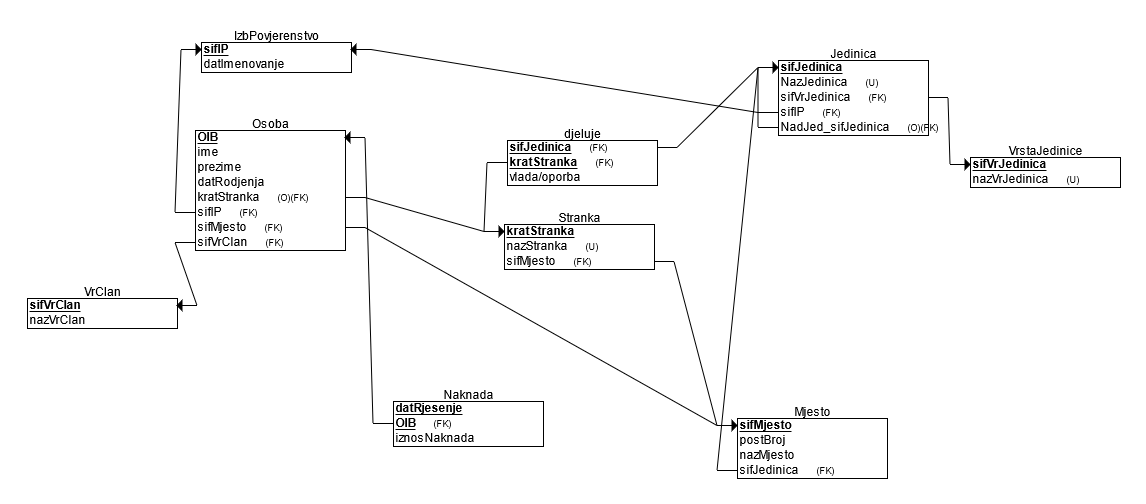 IzbPovjerenstvo
sifIP
datImenovanje
Jedinica
sifJedinica
NazJedinica (U)
sifVrJedinica (FK)
sifIP (FK)
NadJed_sifJedinica (O)(FK)
Osoba
OIB
ime
prezime
datRodjenja
kratStranka (O)(FK)
sifIP (FK)
sifMjesto (FK)
sifVrClan (FK)
djeluje
sifJedinica (FK)
kratStranka (FK)
vlada/oporba
VrstaJedinice
sifVrJedinica
nazVrJedinica (U)
Stranka
kratStranka
nazStranka (U)
sifMjesto (FK)
VrClan
sifVrClan
nazVrClan
Naknada
datRjesenje
OIB (FK)
iznosNaknada
Mjesto
sifMjesto
postBroj
nazMjesto
sifJedinica (FK)